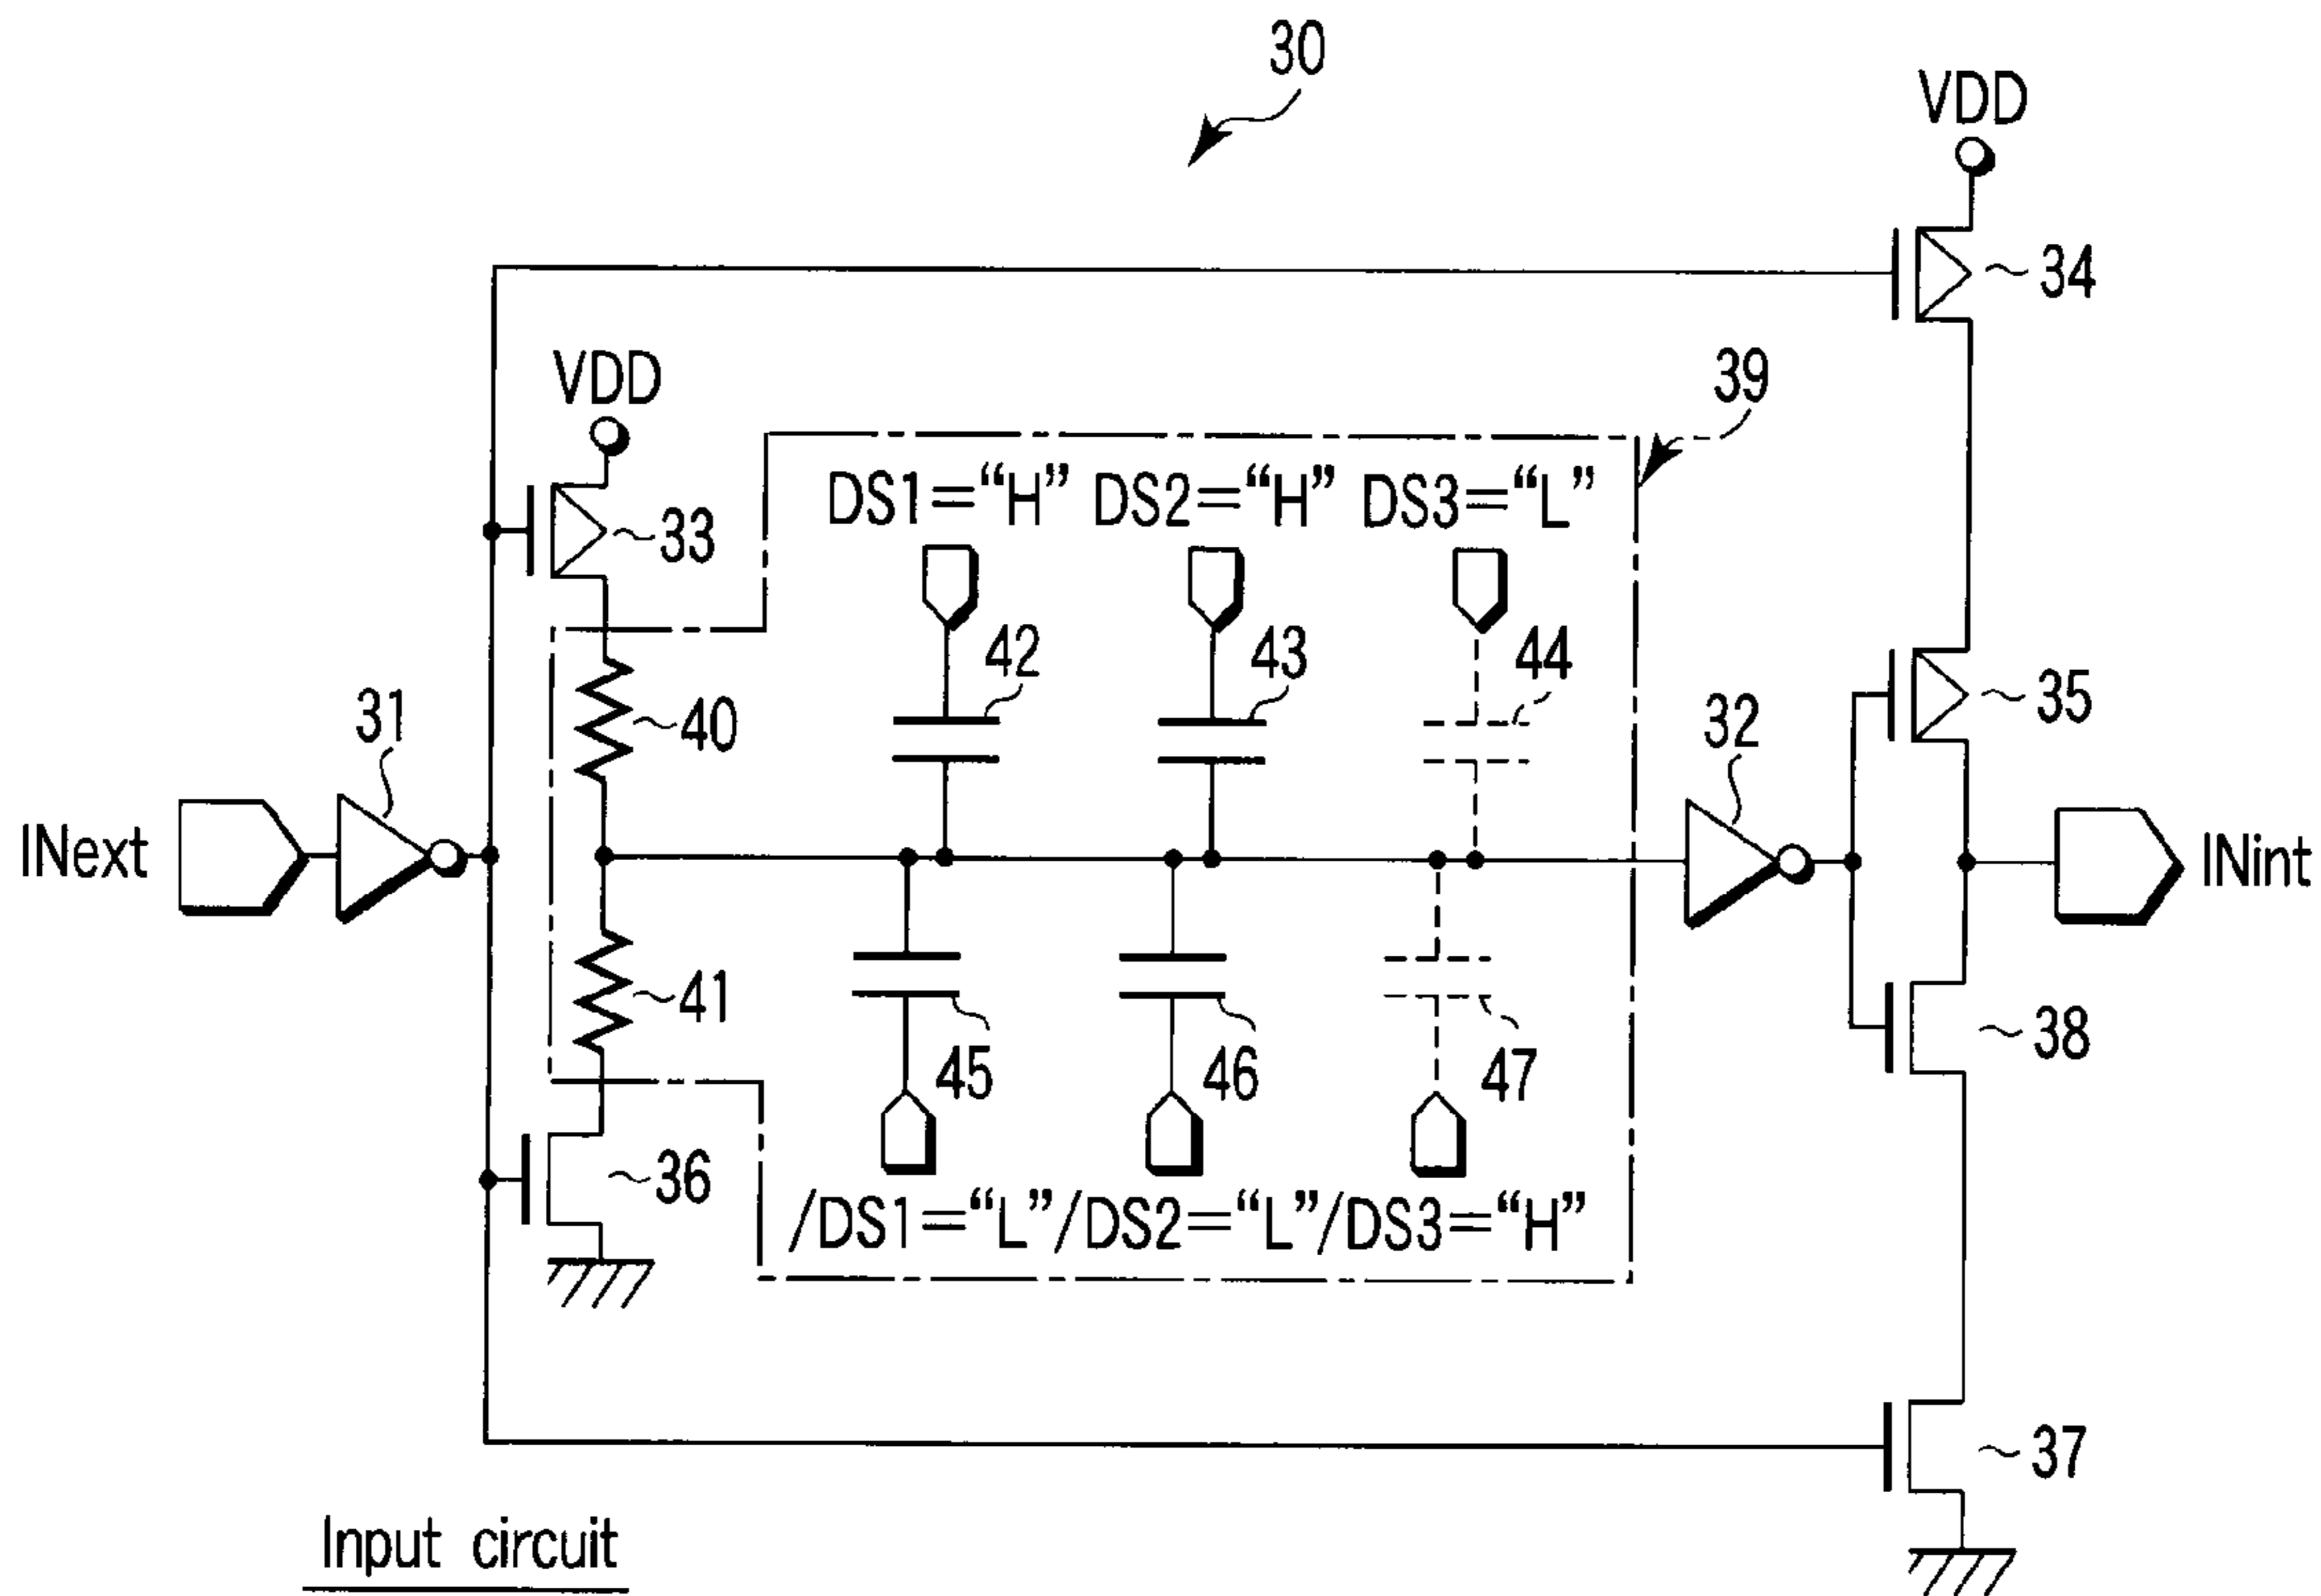 30
VDD
34
VDD
39
DS1=“H” DS2=“H” DS3=“L”
33
42
43
44
31
40
32
35
INext
INint
41
45
46
47
38
36
/DS1=“L”/DS2=“L”/DS3=“H”
37
Input circuit